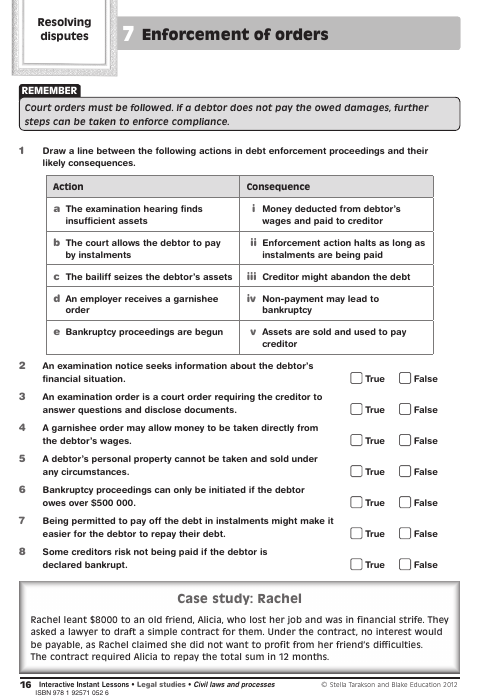 Resolving
disputes
7 Enforcement of orders
REMEMBER
Court orders must be followed. If a debtor does not pay the owed damages, further
steps can be taken to enforce compliance.
1 Draw a line between the following actions in debt enforcement proceedings and their
likely consequences.
Action Consequence
a The examination hearing finds
insufficient assets
i Money deducted from debtor's
wages and paid to creditor
b The court allows the debtor to pay
by instalments
ii Enforcement action halts as long as
instalments are being paid
c The bailiff seizes the debtor's assets
iii Creditor might abandon the debt
d An employer receives a garnishee
order
iv Non-payment may lead to
bankruptcy
e Bankruptcy proceedings are begun
v Assets are sold and used to pay
creditor
2 An examination notice seeks information about the debtor's
financial situation. True False
3 An examination order is a court order requiring the creditor to
answer questions and disclose documents. True False
4 A garnishee order may allow money to be taken directly from
the debtor's wages. True False
5 A debtor's personal property cannot be taken and sold under
any circumstances. True False
6 Bankruptcy proceedings can only be initiated if the debtor
owes over $500 000. True False
7 Being permitted to pay off the debt in instalments might make it
easier for the debtor to repay their debt. True False
8 Some creditors risk not being paid if the debtor is
declared bankrupt. True False
Case study: Rachel
Rachel leant $8000 to an old friend, Alicia, who lost her job and was in financial strife. They
asked a lawyer to draft a simple contract for them. Under the contract, no interest would
be payable, as Rachel claimed she did not want to profit from her friend's difficulties.
The contract required Alicia to repay the total sum in 12 months.
16 Interactive Instant Lessons • Legal studies • Civil laws and processes © Stella Tarakson and Blake Education 2012
ISBN 978 1 92571 052 6